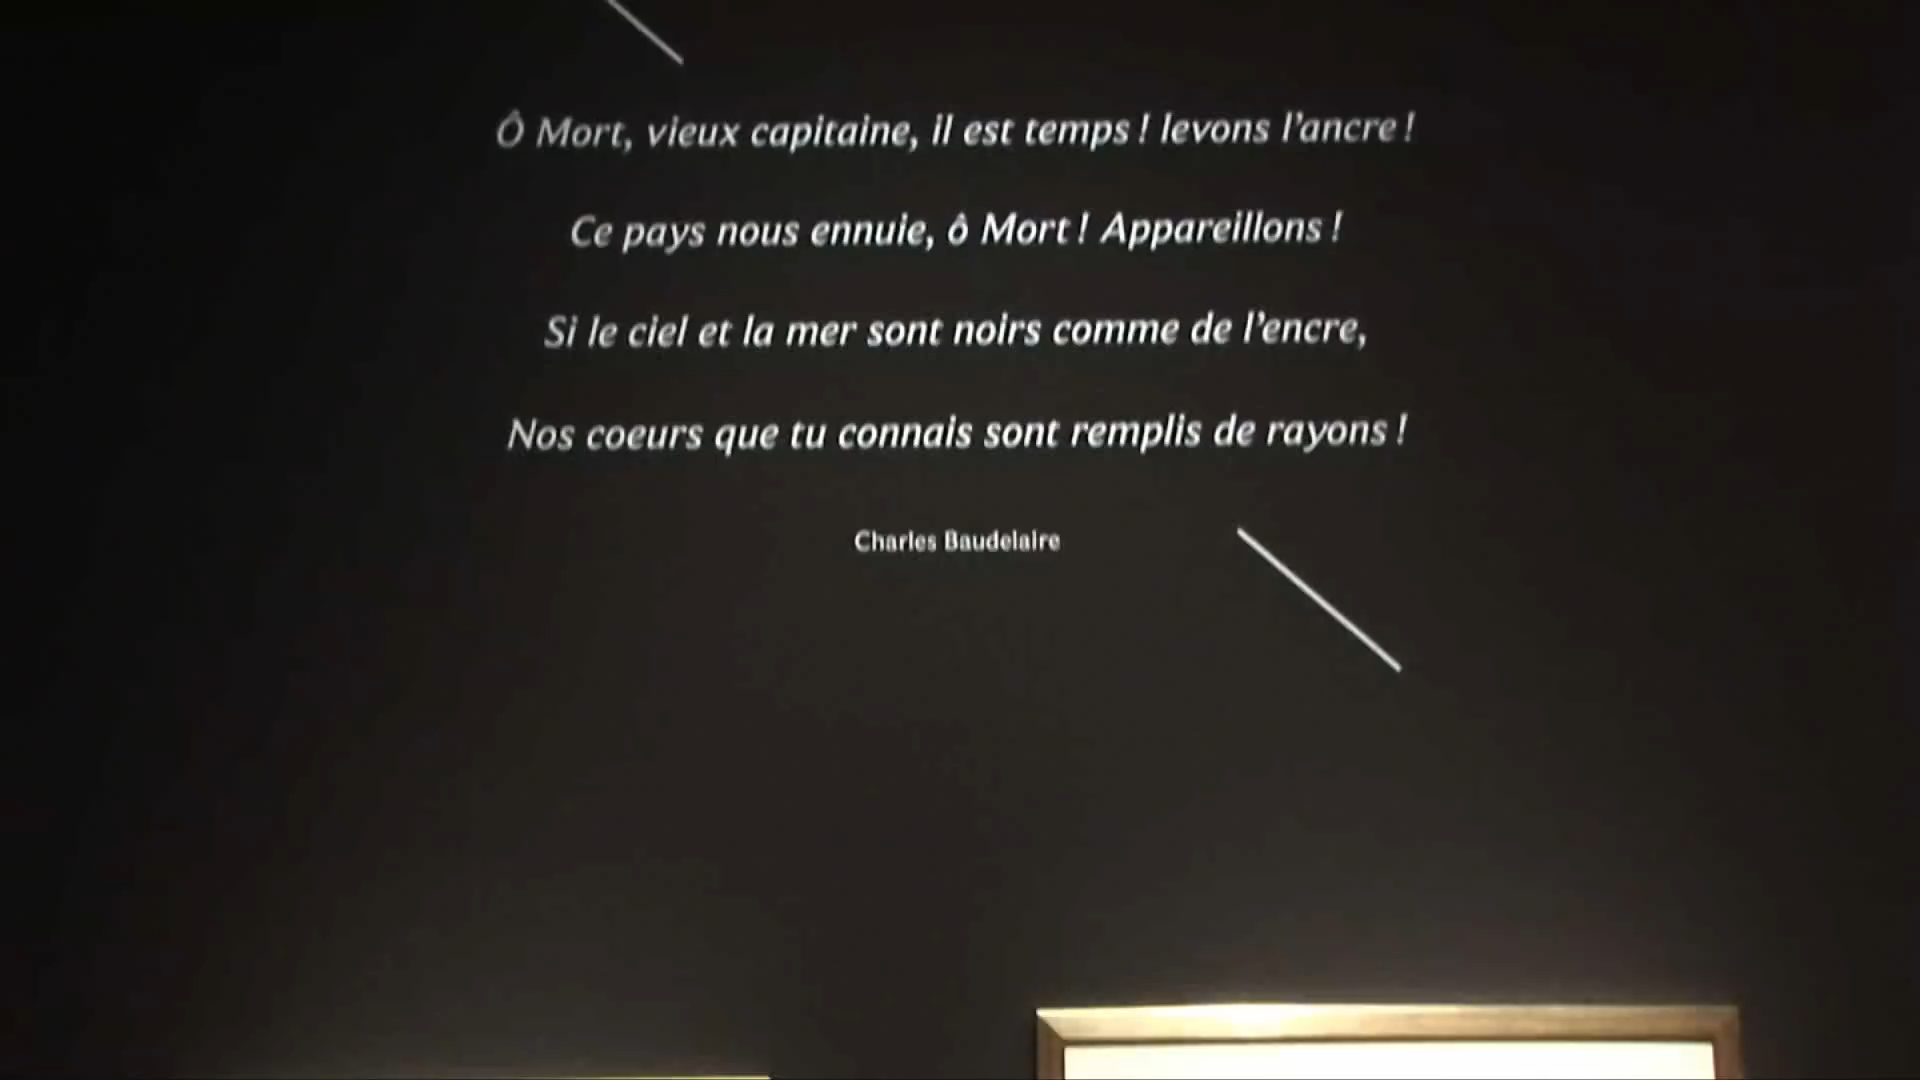 Ô Mort, vieux capitaine, il est temps ! levons l’ancre !
Ce pays nous ennuie, ô Mort ! Appareillons !
Si le ciel et la mer sont noirs comme de l’encre,
Nos coeurs que tu connais sont remplis de rayons !
Charles Baudelaire